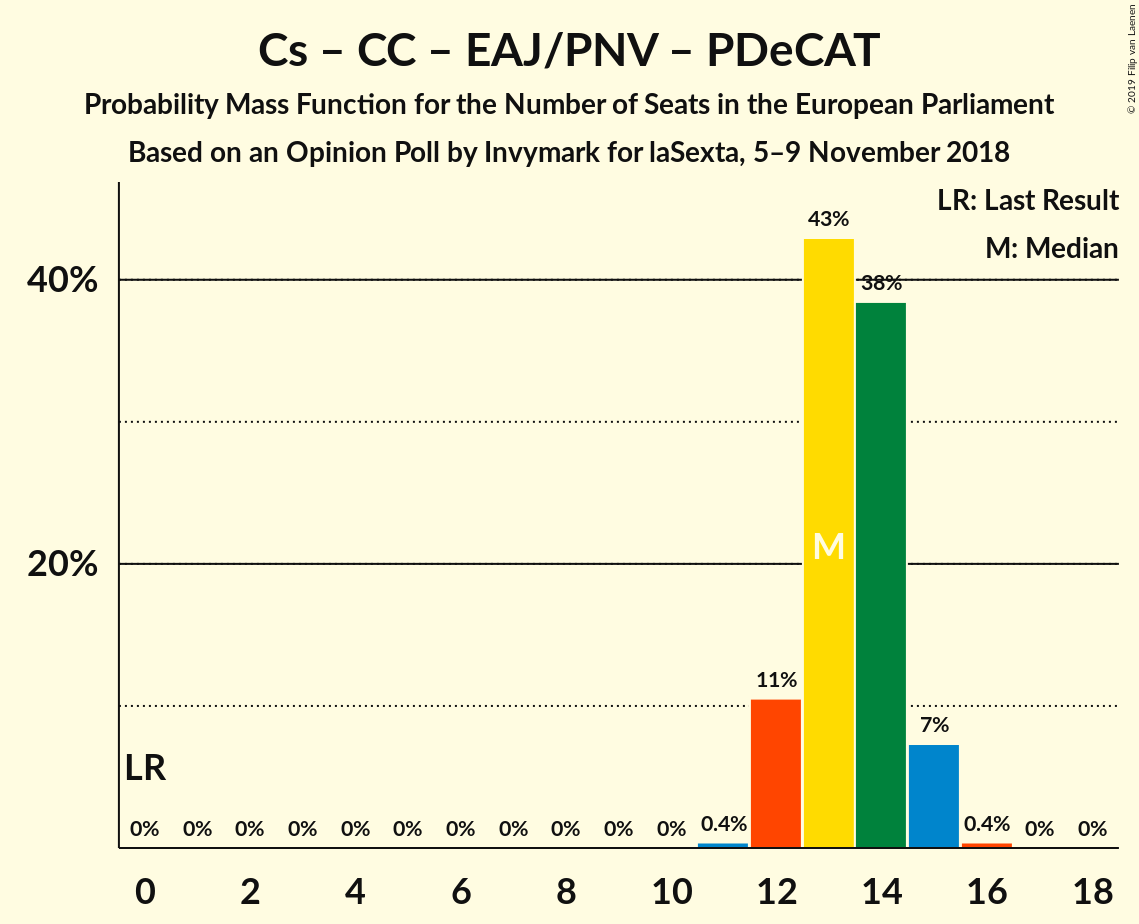 Cs – CC – EAJ/PNV – PDeCAT
Probability Mass Function for the Number of Seats in the European Parliament
Based on an Opinion Poll by Invymark for laSexta, 5–9 November 2018
© 2019 Filip van Laenen
LR: Last Result
M: Median
43%
40%
38%
M
20%
11%
7%
LR
0% 0% 0% 0% 0% 0% 0% 0% 0% 0% 0% 0.4% 0.4% 0% 0%
0 2 4 6 8 10 12 14 16 18